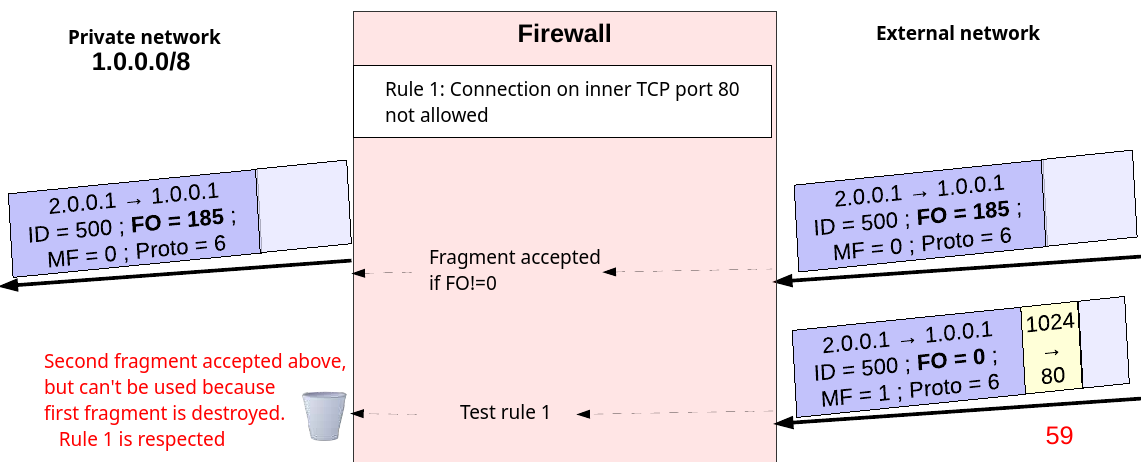 Private network
1.0.0.0/8
Firewall
External network
Rule 1: Connection on inner TCP port 80
not allowed
2.0.0.1 → 1.0.0.1
ID = 500 ; FO = 185 ;
MF = 0 ; Proto = 6
2.0.0.1 → 1.0.0.1
ID = 500 ; FO = 185 ;
MF = 0 ; Proto = 6
Fragment accepted
if FO!=0
2.0.0.1 → 1.0.0.1
ID = 500 ; FO = 0 ;
MF = 1 ; Proto = 6
1024
→
80
Second fragment accepted above,
but can't be used because
first fragment is destroyed.
Rule 1 is respected
Test rule 1
59